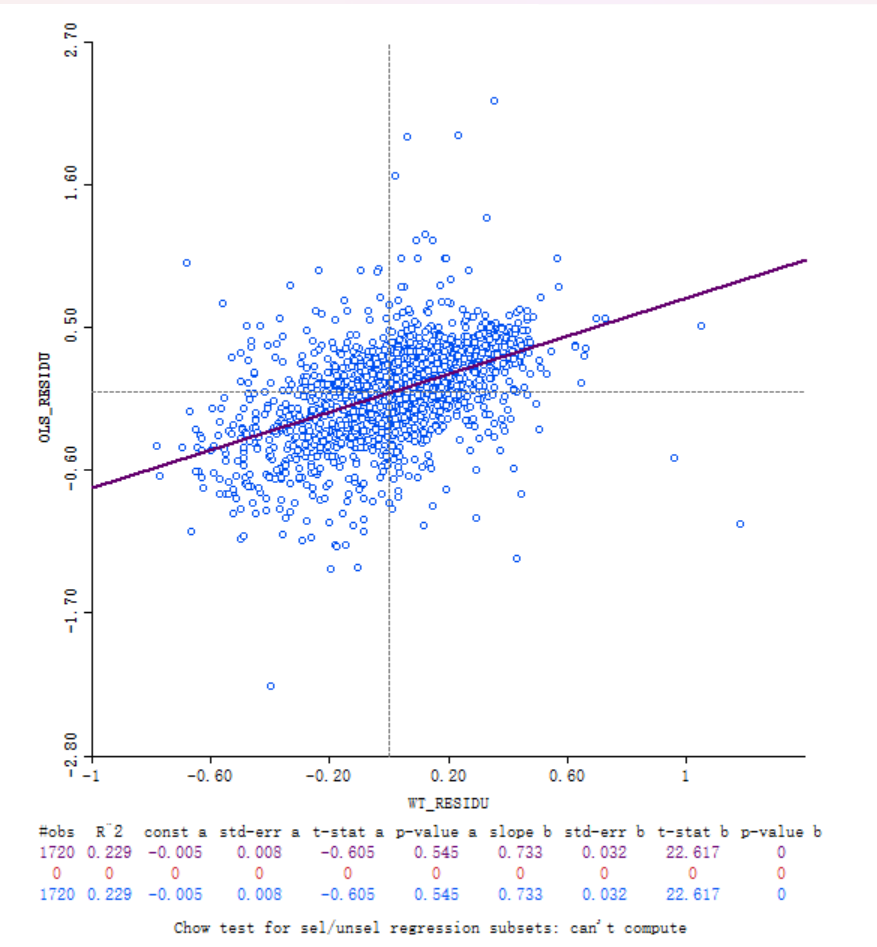 2.70
1.60
0.50
-0.60
-1.70
-2.80
OLS_RESIDU
-1 -0.60 -0.20 0.20 0.60 1
WT_RESIDU
#obs R^2 const a std-err a t-stat a p-value a slope b std-err b t-stat b p-value b
1720 0.229 -0.005 0.008 -0.605 0.545 0.733 0.032 22.617 0
0 0 0 0 0 0 0 0 0 0
1720 0.229 -0.005 0.008 -0.605 0.545 0.733 0.032 22.617 0
Chow test for sel/unsel regression subsets: can't compute